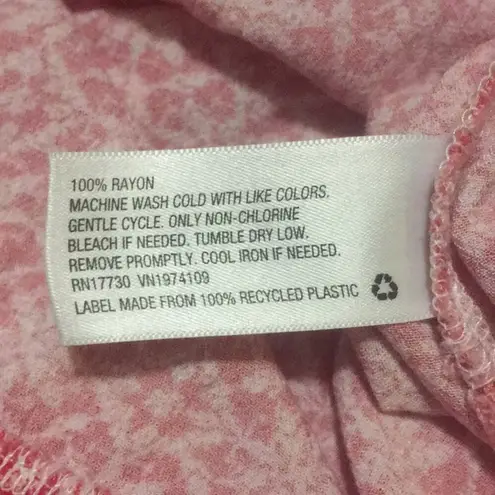 100% RAYON
MACHINE WASH COLD WITH LIKE COLORS.
GENTLE CYCLE. ONLY NON-CHLORINE
BLEACH IF NEEDED. TUMBLE DRY LOW.
REMOVE PROMPTLY. COOL IRON IF NEEDED.
RN17730 VN1974109
LABEL MADE FROM 100% RECYCLED PLASTIC